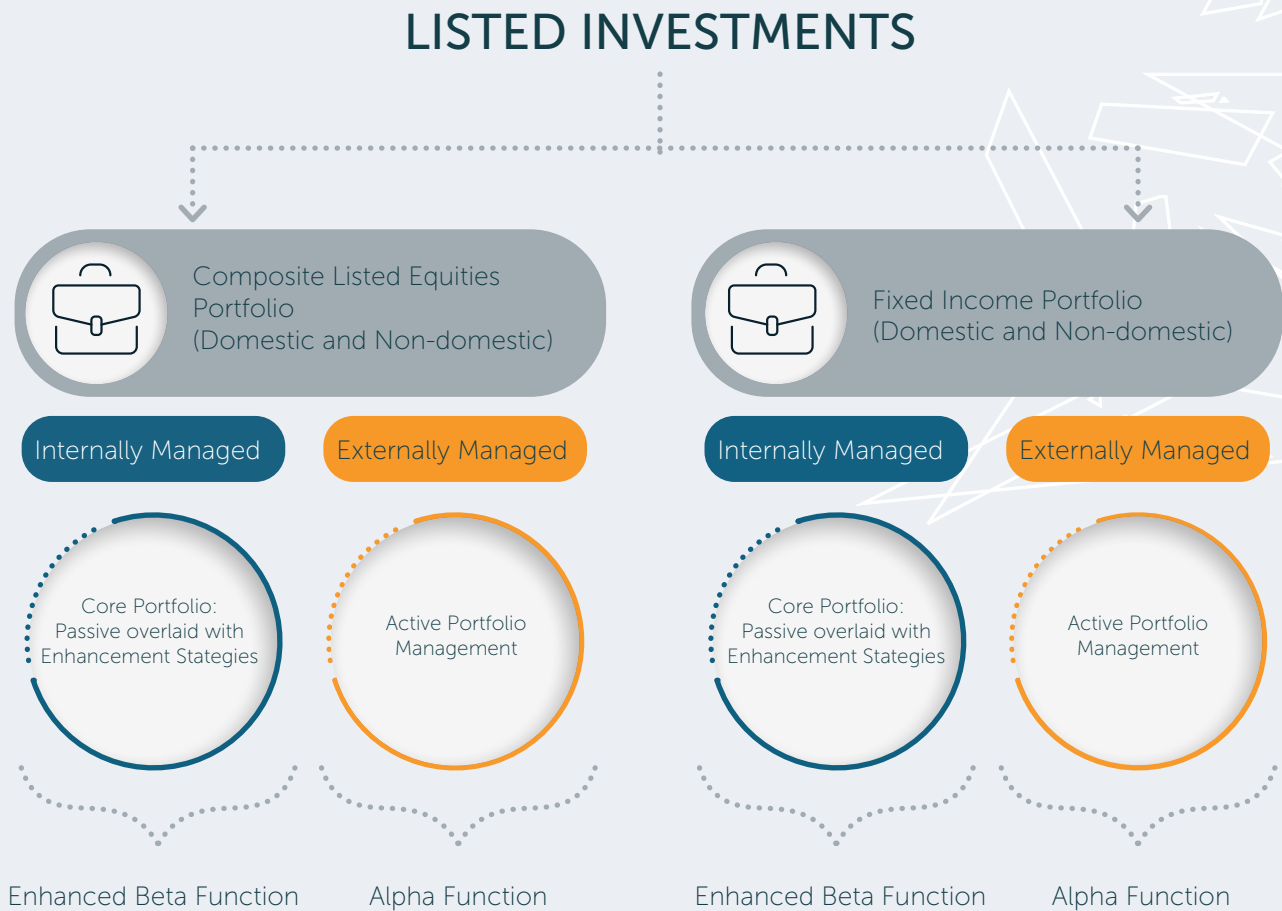 LISTED INVESTMENTS
Composite Listed Equities
Portfolio
(Domestic and Non-domestic)
Fixed Income Portfolio
(Domestic and Non-domestic)
Internally Managed
Externally Managed
Internally Managed
Externally Managed
Core Portfolio:
Passive overlaid with
Enhancement Stategies
Active Portfolio
Management
Core Portfolio:
Passive overlaid with
Enhancement Stategies
Active Portfolio
Management
Enhanced Beta Function
Alpha Function
Enhanced Beta Function
Alpha Function